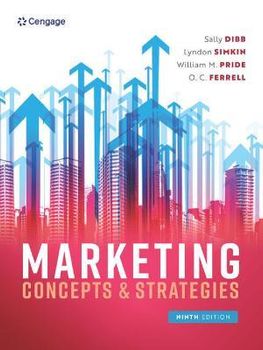 Cengage
Sally DIBB
Lyndon SIMKIN
William M. PRIDE
O. C. FERRELL
MARKETING
CONCEPTS & STRATEGIES
NINTH EDITION